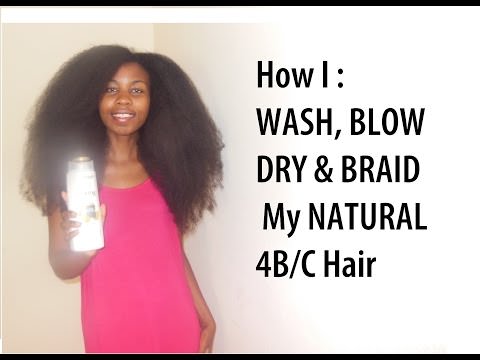 How I :
WASH, BLOW
DRY & BRAID
My NATURAL
4B/C Hair